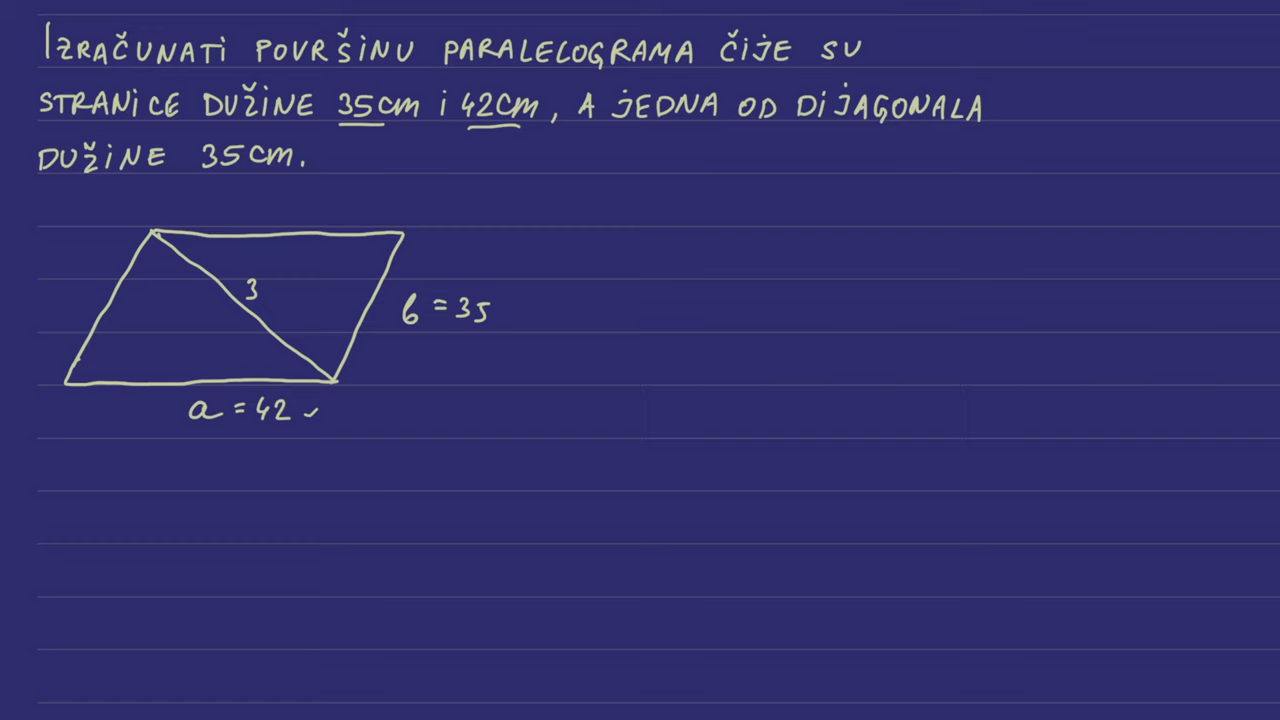 IZRAČUNATI POVRŠINU PARALELOGRAMA ČIJE SU
STRANICE DUŽINE 35cm i 42cm, A JEDNA OD DIJAGONALA
DUŽINE 35cm.
3
b = 35
a = 42